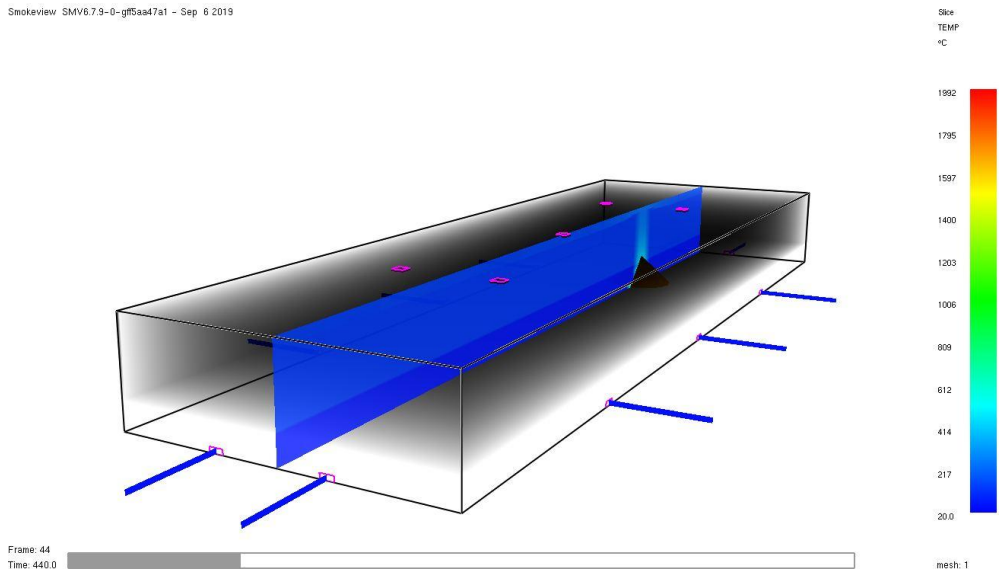 Smokeview SMV6.7.9-0-gff5aa47a1 - Sep 6 2019
Slice
TEMP
ºC
1992
1795
1597
1400
1203
1006
809
612
414
217
20.0
Frame: 44
Time: 440.0
mesh: 1